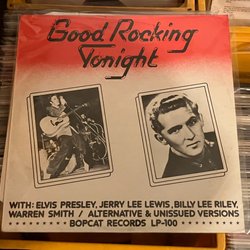 Good Rocking
Tonight
WITH: ELVIS PRESLEY, JERRY LEE LEWIS, BILLY LEE RILEY,
WARREN SMITH / ALTERNATIVE & UNISSUED VERSIONS
BOPCAT RECORDS LP-100